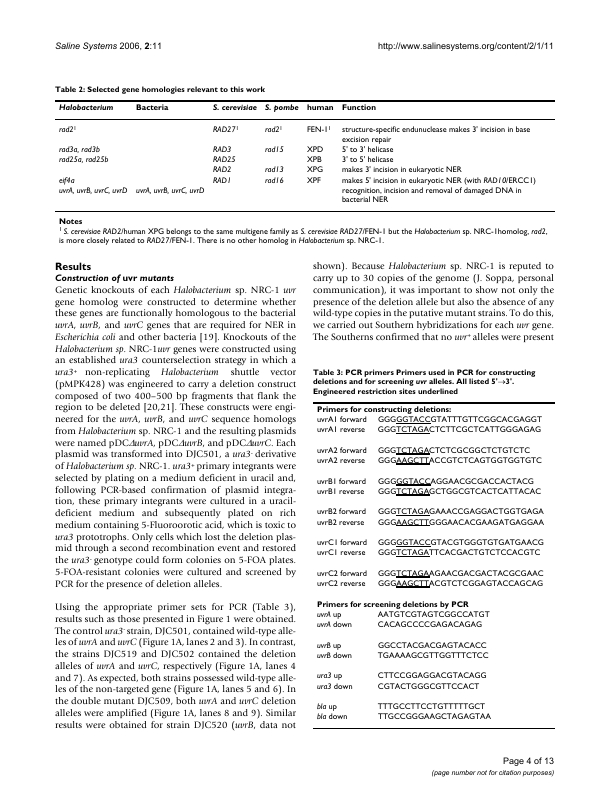 Saline Systems 2006, 2:11
http://www.salinesystems.org/content/2/1/11
Table 2: Selected gene homologies relevant to this work
Halobacterium Bacteria S. cerevisiae S. pombe human Function
rad2¹ RAD27¹ rad2¹ FEN-1¹ structure-specific endunuclease makes 3' incision in base
excision repair
rad3a, rad3b RAD3 rad15 XPD 5' to 3' helicase
rad25a, rad25b RAD25 XPB 3' to 5' helicase
RAD2 rad13 XPG makes 3' incision in eukaryotic NER
eif4a RAD1 rad16 XPF makes 5' incision in eukaryotic NER (with RAD10/ERCC1)
uvrA, uvrB, uvrC, uvrD uvrA, uvrB, uvrC, uvrD recognition, incision and removal of damaged DNA in
bacterial NER
Notes
¹ S. cerevisiae RAD2/human XPG belongs to the same multigene family as S. cerevisiae RAD27/FEN-1 but the Halobacterium sp. NRC-1homolog, rad2,
is more closely related to RAD27/FEN-1. There is no other homolog in Halobacterium sp. NRC-1.
Results
Construction of uvr mutants
Genetic knockouts of each Halobacterium sp. NRC-1 uvr
gene homolog were constructed to determine whether
these genes are functionally homologous to the bacterial
uvrA, uvrB, and uvrC genes that are required for NER in
Escherichia coli and other bacteria [19]. Knockouts of the
Halobacterium sp. NRC-1uvr genes were constructed using
an established ura3 counterselection strategy in which a
ura3⁺ non-replicating Halobacterium shuttle vector
(pMPK428) was engineered to carry a deletion construct
composed of two 400–500 bp fragments that flank the
region to be deleted [20,21]. These constructs were engi-
neered for the uvrA, uvrB, and uvrC sequence homologs
from Halobacterium sp. NRC-1 and the resulting plasmids
were named pDCΔuvrA, pDCΔuvrB, and pDCΔuvrC. Each
plasmid was transformed into DJC501, a ura3⁻ derivative
of Halobacterium sp. NRC-1. ura3⁺ primary integrants were
selected by plating on a medium deficient in uracil and,
following PCR-based confirmation of plasmid integra-
tion, these primary integrants were cultured in a uracil-
deficient medium and subsequently plated on rich
medium containing 5-Fluoroorotic acid, which is toxic to
ura3 prototrophs. Only cells which lost the deletion plas-
mid through a second recombination event and restored
the ura3⁻ genotype could form colonies on 5-FOA plates.
5-FOA-resistant colonies were cultured and screened by
PCR for the presence of deletion alleles.
Using the appropriate primer sets for PCR (Table 3),
results such as those presented in Figure 1 were obtained.
The control ura3⁻ strain, DJC501, contained wild-type alle-
les of uvrA and uvrC (Figure 1A, lanes 2 and 3). In contrast,
the strains DJC519 and DJC502 contained the deletion
alleles of uvrA and uvrC, respectively (Figure 1A, lanes 4
and 7). As expected, both strains possessed wild-type alle-
les of the non-targeted gene (Figure 1A, lanes 5 and 6). In
the double mutant DJC509, both uvrA and uvrC deletion
alleles were amplified (Figure 1A, lanes 8 and 9). Similar
results were obtained for strain DJC520 (uvrB, data not
shown). Because Halobacterium sp. NRC-1 is reputed to
carry up to 30 copies of the genome (J. Soppa, personal
communication), it was important to show not only the
presence of the deletion allele but also the absence of any
wild-type copies in the putative mutant strains. To do this,
we carried out Southern hybridizations for each uvr gene.
The Southerns confirmed that no uvr⁺ alleles were present
Table 3: PCR primers Primers used in PCR for constructing
deletions and for screening uvr alleles. All listed 5'→3'.
Engineered restriction sites underlined
Primers for constructing deletions:
uvrA1 forward GGGGGTACCGTATTTGTTCGGCACGAGGT
uvrA1 reverse GGGTCTAGACTCTTCGCTCATTGGGAGAG
uvrA2 forward GGGTCTAGACTCTCGCGGCTCTGTCTC
uvrA2 reverse GGGAAGCTTACCGTCTCAGTGGTGGTGTC
uvrB1 forward GGGGGTACCAGGAACGCGACCACTACG
uvrB1 reverse GGGTCTAGAGCTGGCGTCACTCATTACAC
uvrB2 forward GGGTCTAGAGAAACCGAGGACTGGTGAGA
uvrB2 reverse GGGAAGCTTGGGAACACGAAGATGAGGAA
uvrC1 forward GGGGGTACCGTACGTGGGTGTGATGAACG
uvrC1 reverse GGGTCTAGATTCACGACTGTCTCCACGTC
uvrC2 forward GGGTCTAGAAGAACGACGACTACGCGAAC
uvrC2 reverse GGGAAGCTTACGTCTCGGAGTACCAGCAG
Primers for screening deletions by PCR
uvrA up AATGTCGTAGTCGGCCATGT
uvrA down CACAGCCCCGAGACAGAG
uvrB up GGCCTACGACGAGTACACC
uvrB down TGAAAAGCGTTGGTTTCTCC
ura3 up CTTCCGGAGGACGTACAGG
ura3 down CGTACTGGGCGTTCCACT
bla up TTTGCCTTCCTGTTTTTGCT
bla down TTGCCGGGAAGCTAGAGTAA
Page 4 of 13
(page number not for citation purposes)